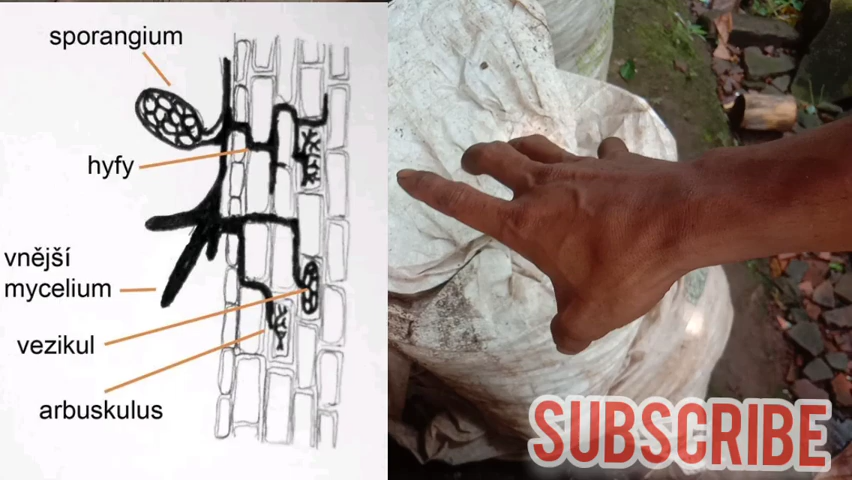 sporangium
hyfy
vnější
mycelium
vezikul
arbuskulus
SUBSCRIBE